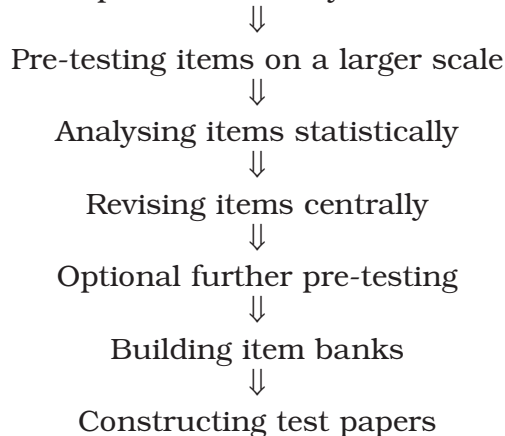 ⇓
Pre-testing items on a larger scale
⇓
Analysing items statistically
⇓
Revising items centrally
⇓
Optional further pre-testing
⇓
Building item banks
⇓
Constructing test papers